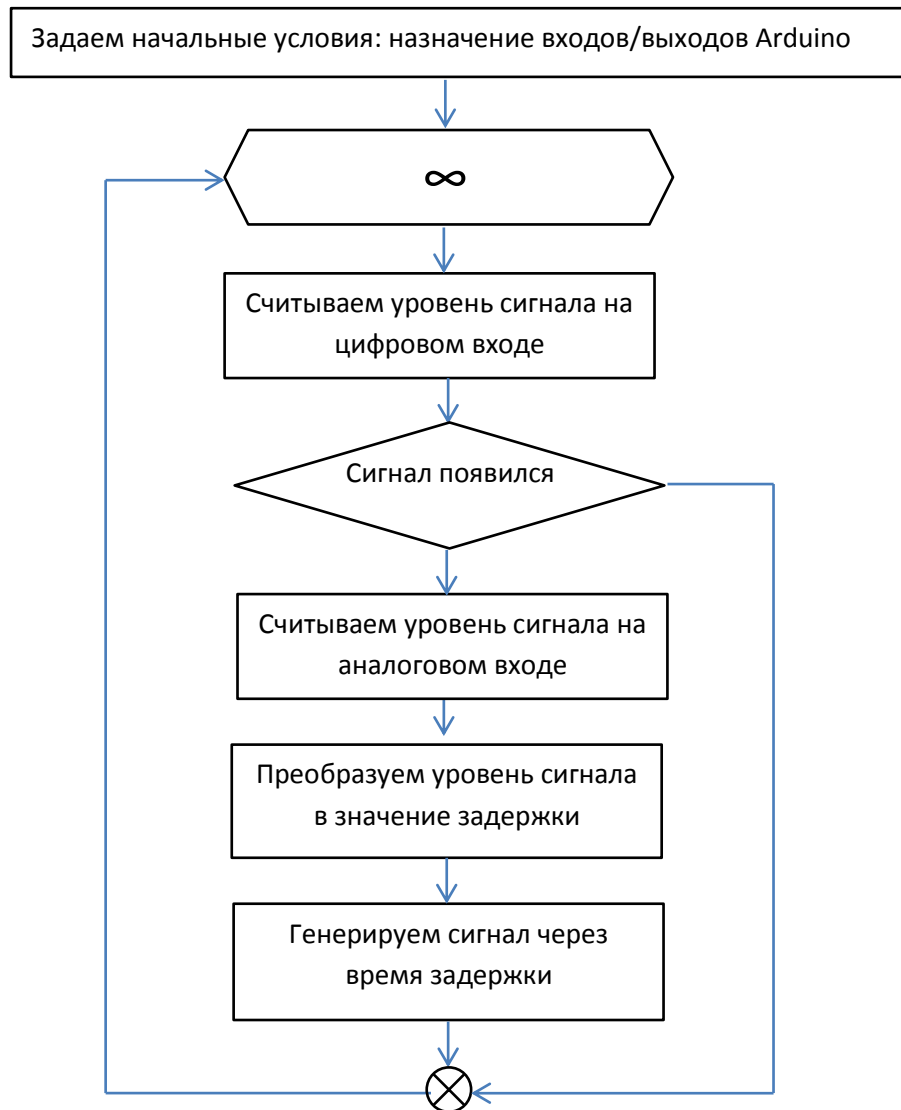 Задаем начальные условия: назначение входов/выходов Arduino
∞
Считываем уровень сигнала на
цифровом входе
Сигнал появился
Считываем уровень сигнала на
аналоговом входе
Преобразуем уровень сигнала
в значение задержки
Генерируем сигнал через
время задержки